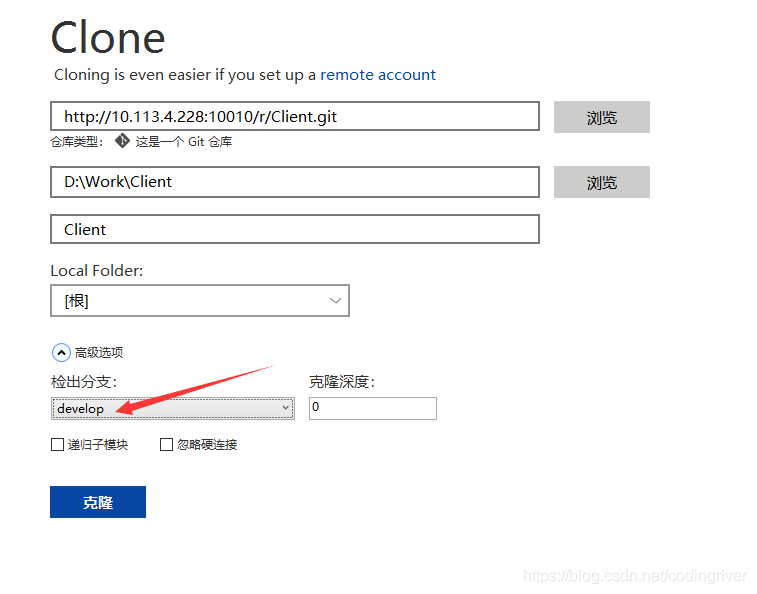 Clone
Cloning is even easier if you set up a remote account
http://10.113.4.228:10010/r/Client.git
浏览
仓库类型: 这是一个 Git 仓库
D:\Work\Client
浏览
Client
Local Folder:
[根]
高级选项
检出分支: 克隆深度:
develop 0
递归子模块 忽略硬连接
克隆
https://blog.csdn.net/codingriver